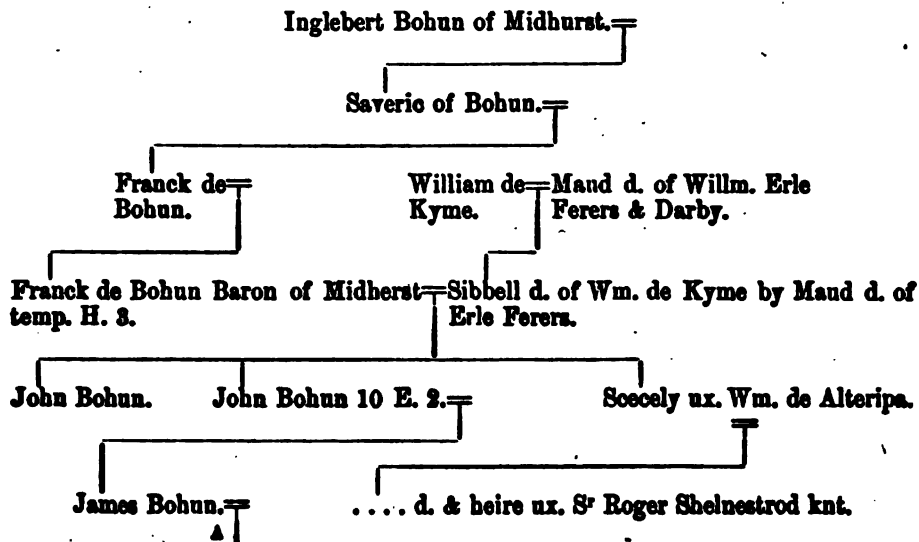 Inglebert Bohun of Midhurst.=
Saveric of Bohun.=
Franck de=
Bohun.
William de=Maud d. of Willm. Erle
Kyme. Ferers & Darby.
Franck de Bohun Baron of Midherst=Sibbell d. of Wm. de Kyme by Maud d. of
temp. H. 3. Erle Ferers.
John Bohun. John Bohun 10 E. 2.= Scecely ux. Wm. de Alteripa.
=
James Bohun.= .... d. & heire ux. Sʳ Roger Shelnestrod knt.
A